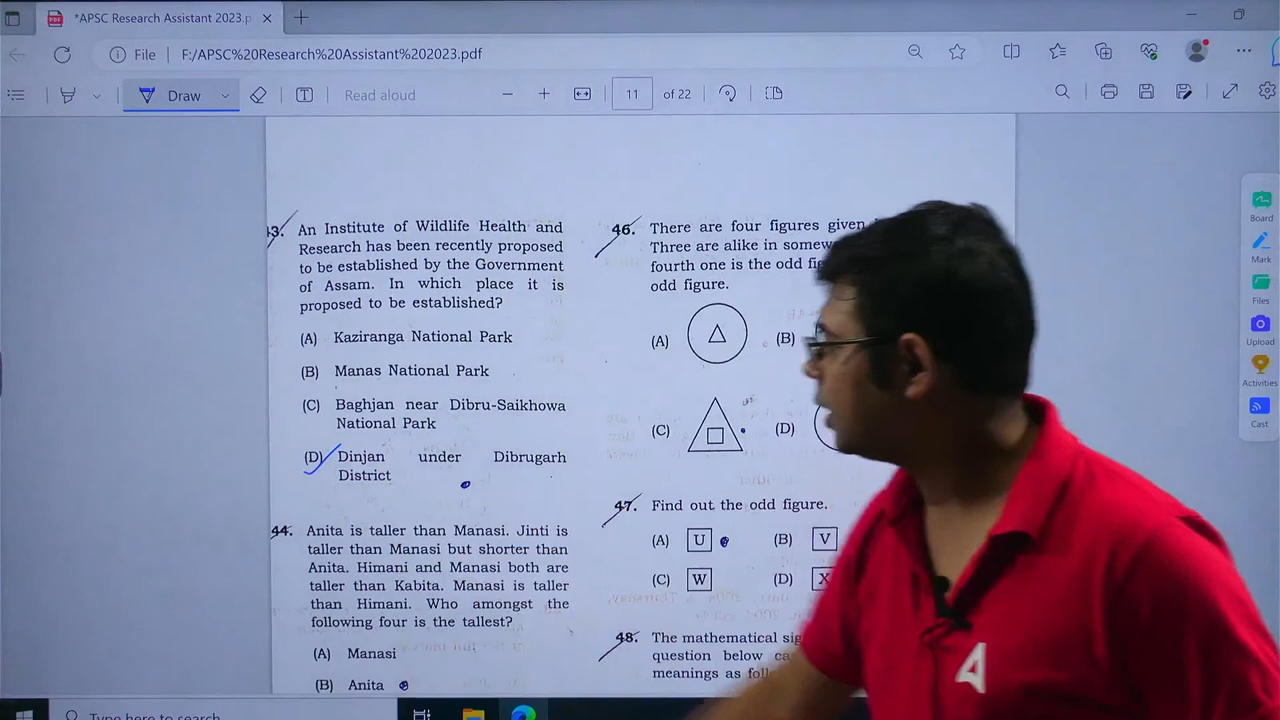 *APSC Research Assistant 2023.p
File F:/APSC%20Research%20Assistant%202023.pdf
Draw
Read aloud
11 of 22
43. An Institute of Wildlife Health and
Research has been recently proposed
to be established by the Government
of Assam. In which place it is
proposed to be established?
(A) Kaziranga National Park
(B) Manas National Park
(C) Baghjan near Dibru-Saikhowa
National Park
(D) Dinjan under Dibrugarh
District
44. Anita is taller than Manasi. Jinti is
taller than Manasi but shorter than
Anita. Himani and Manasi both are
taller than Kabita. Manasi is taller
than Himani. Who amongst the
following four is the tallest?
(A) Manasi
(B) Anita
46. There are four figures given
Three are alike in somew
fourth one is the odd fig
odd figure.
(A) (B)
(C) (D)
47. Find out the odd figure.
(A) U (B) V
(C) W (D) X
48. The mathematical sig
question below ca
meanings as foll
Board
Mark
Files
Upload
Activities
Cast
Type here to search
A